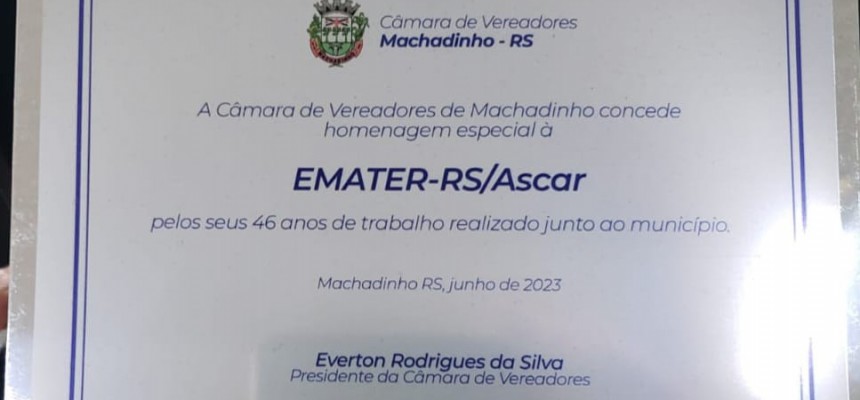 Câmara de Vereadores
Machadinho - RS
A Câmara de Vereadores de Machadinho concede
homenagem especial à
EMATER-RS/Ascar
pelos seus 46 anos de trabalho realizado junto ao município.
Machadinho RS, junho de 2023
Everton Rodrigues da Silva
Presidente da Câmara de Vereadores